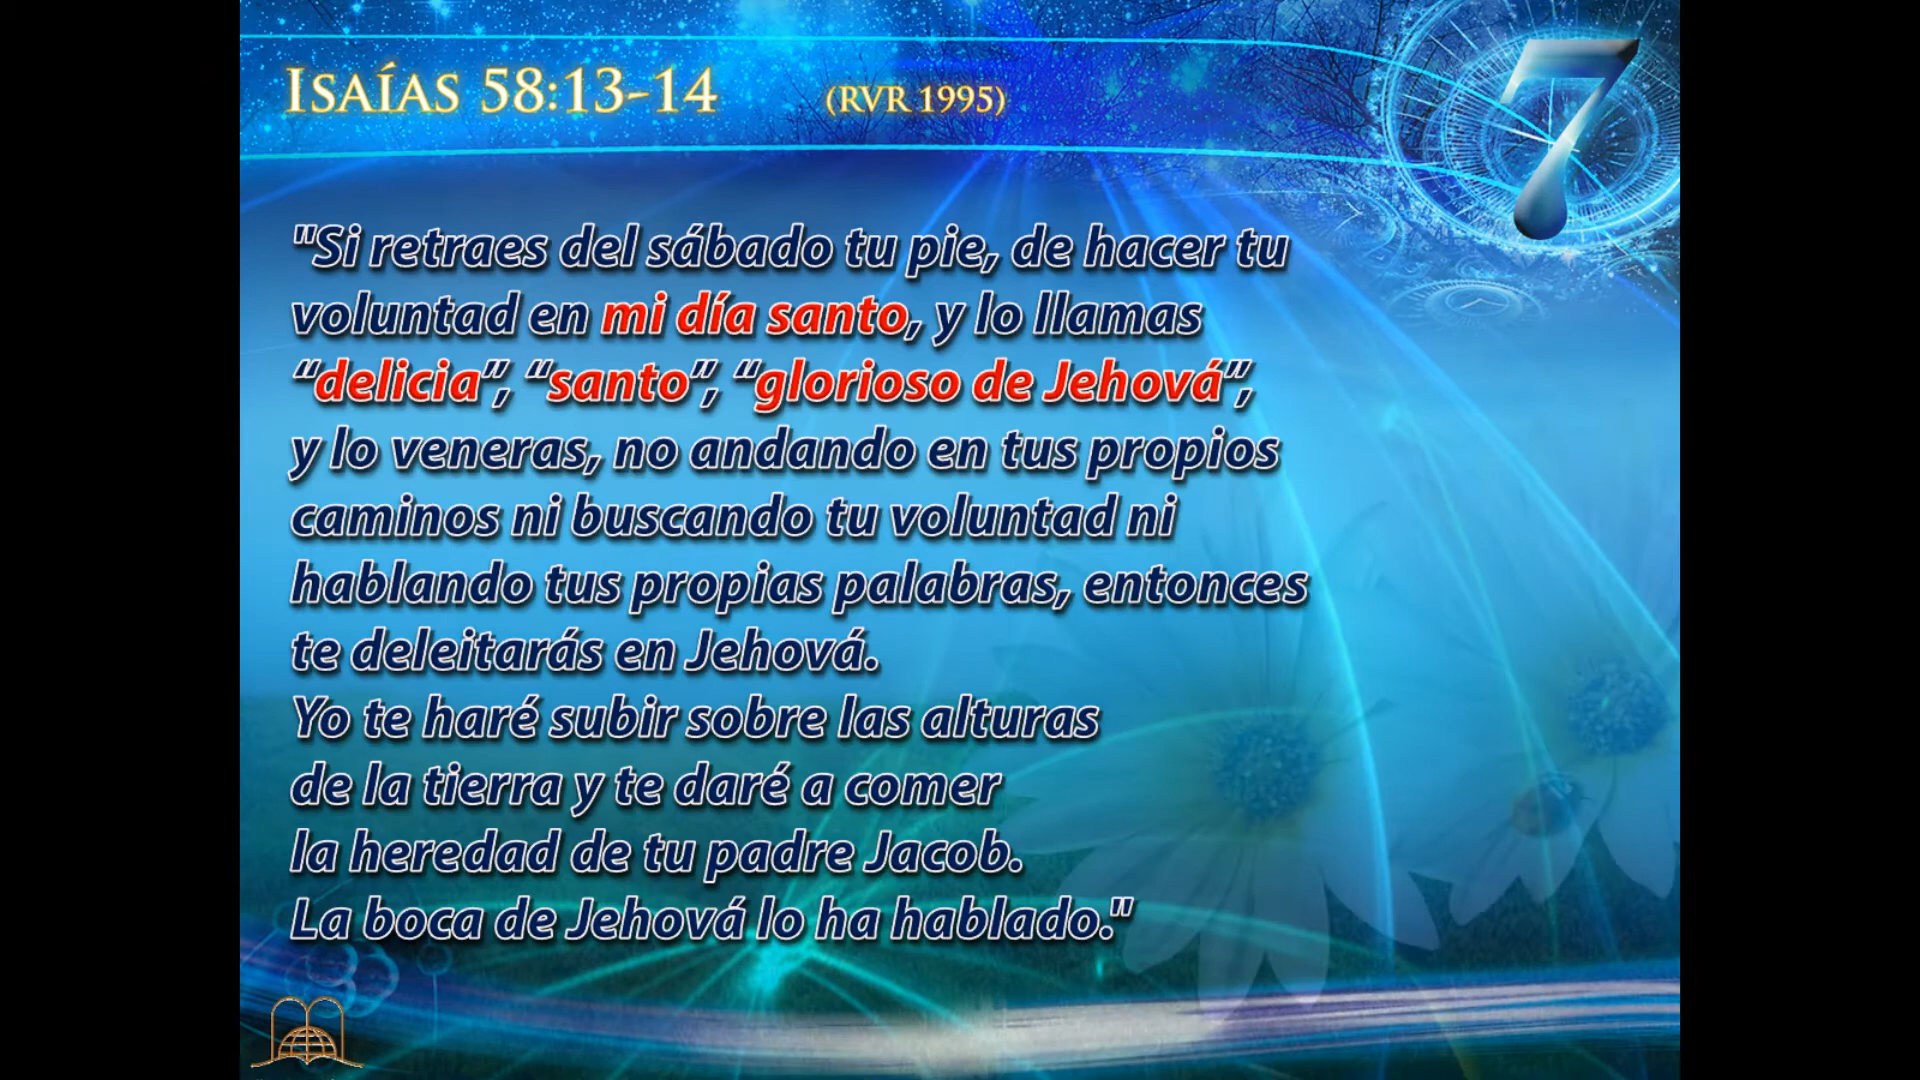 Isaías 58:13-14 (RVR 1995)
7
"Si retraes del sábado tu pie, de hacer tu
voluntad en mi día santo, y lo llamas
“delicia”, “santo”, “glorioso de Jehová”,
y lo veneras, no andando en tus propios
caminos ni buscando tu voluntad ni
hablando tus propias palabras, entonces
te deleitarás en Jehová.
Yo te haré subir sobre las alturas
de la tierra y te daré a comer
la heredad de tu padre Jacob.
La boca de Jehová lo ha hablado."